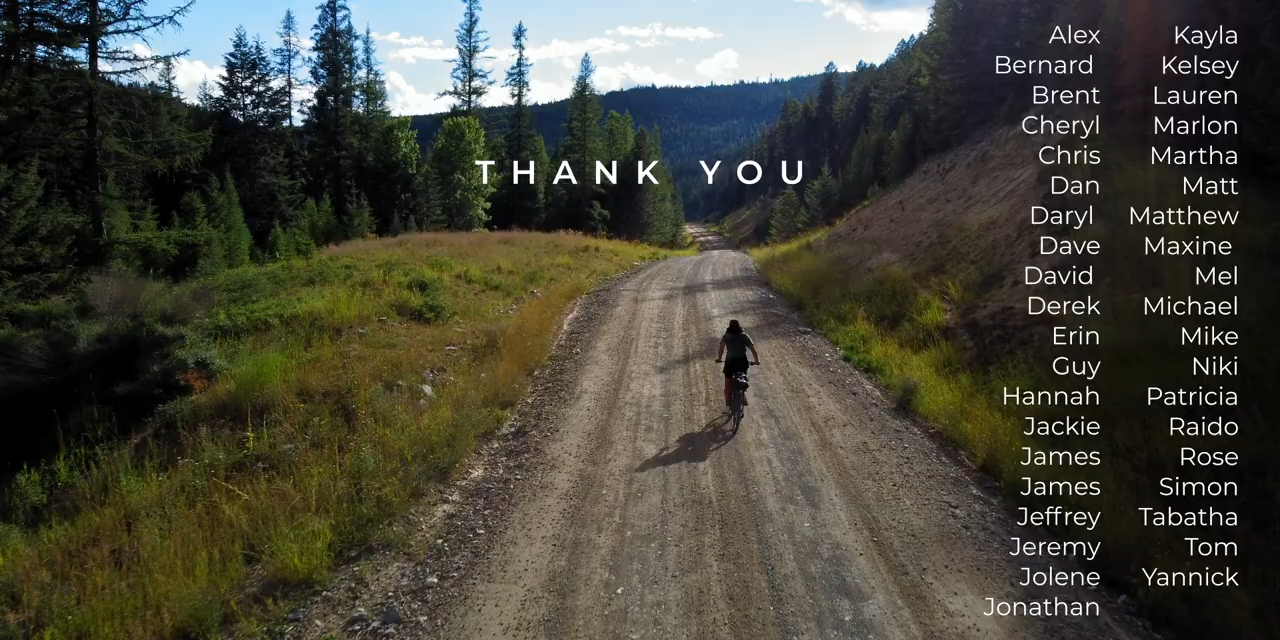 THANK YOU
Alex
Bernard
Brent
Cheryl
Chris
Dan
Daryl
Dave
David
Derek
Erin
Guy
Hannah
Jackie
James
James
Jeffrey
Jeremy
Jolene
Jonathan
Kayla
Kelsey
Lauren
Marlon
Martha
Matt
Matthew
Maxine
Mel
Michael
Mike
Niki
Patricia
Raido
Rose
Simon
Tabatha
Tom
Yannick